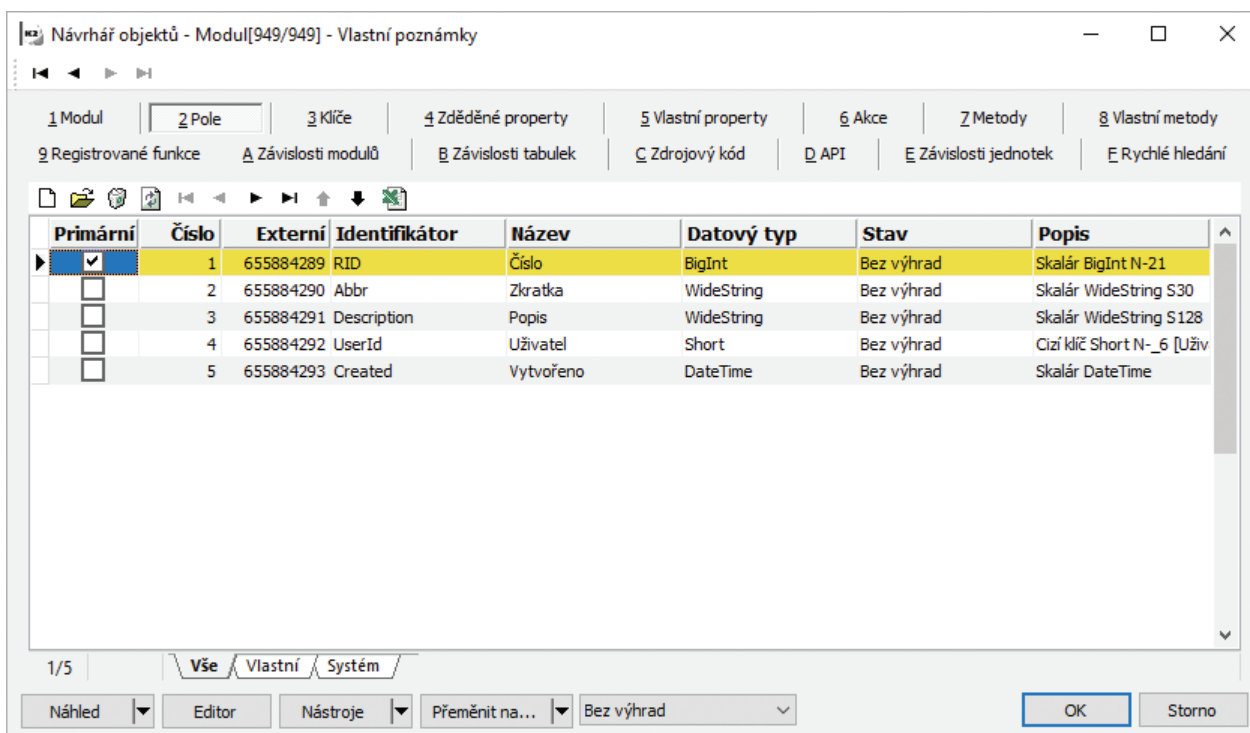 K2 Návrhář objektů - Modul[949/949] - Vlastní poznámky
1 Modul 2 Pole 3 Klíče 4 Zděděné property 5 Vlastní property 6 Akce 7 Metody 8 Vlastní metody
9 Registrované funkce A Závislosti modulů B Závislosti tabulek C Zdrojový kód D API E Závislosti jednotek F Rychlé hledání
Primární Číslo Externí Identifikátor Název Datový typ Stav Popis
1 655884289 RID Číslo BigInt Bez výhrad Skalár BigInt N-21
2 655884290 Abbr Zkratka WideString Bez výhrad Skalár WideString S30
3 655884291 Description Popis WideString Bez výhrad Skalár WideString S128
4 655884292 UserId Uživatel Short Bez výhrad Cizí klíč Short N-_6 [Uživ
5 655884293 Created Vytvořeno DateTime Bez výhrad Skalár DateTime
1/5 Vše Vlastní Systém
Náhled Editor Nástroje Přeměnit na... Bez výhrad OK Storno